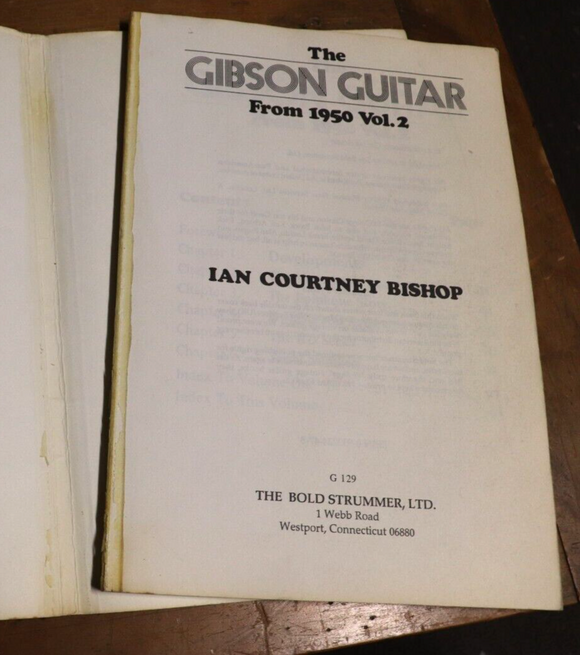 The
GIBSON GUITAR
From 1950 Vol.2
IAN COURTNEY BISHOP
G 129
THE BOLD STRUMMER, LTD.
1 Webb Road
Westport, Connecticut 06880